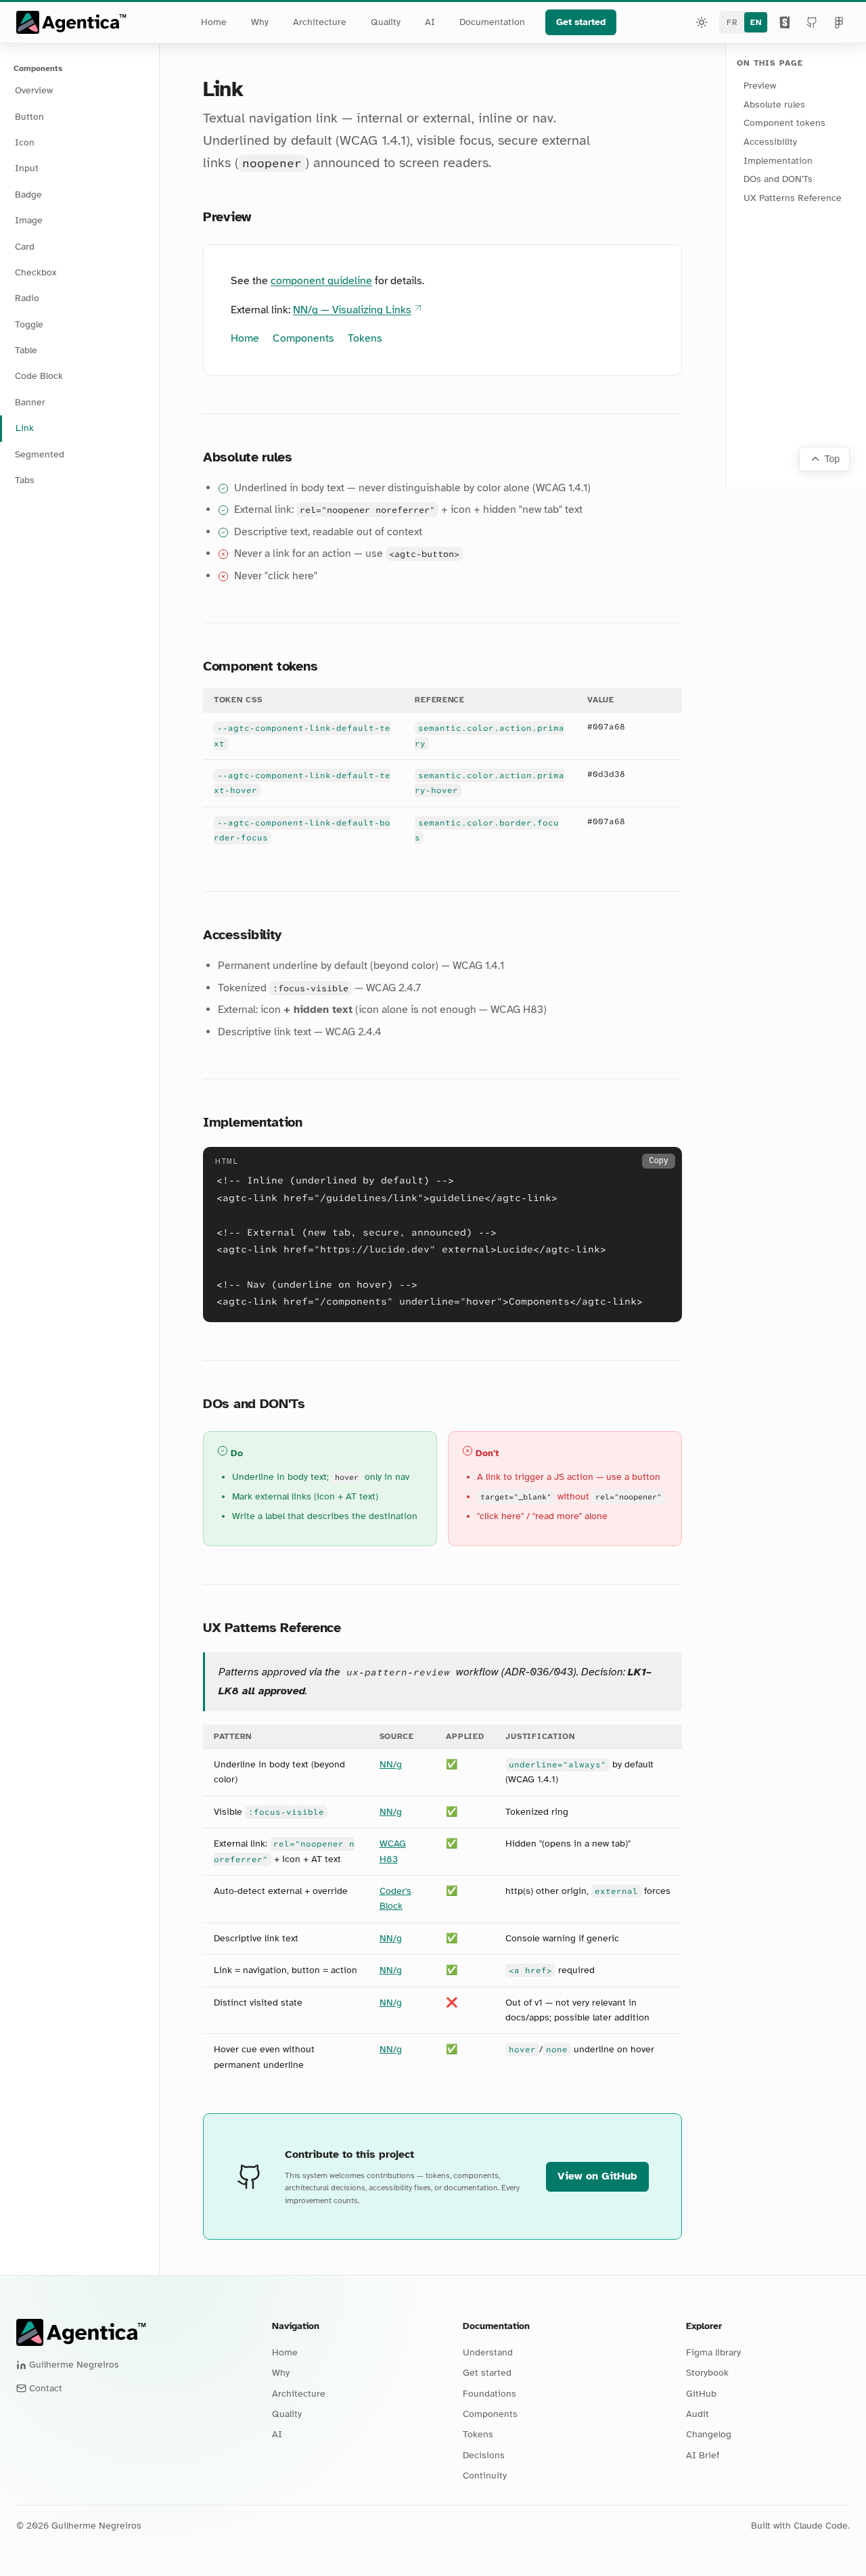 Agentica™
Home
Why
Architecture
Quality
AI
Documentation
Get started
FR
EN
Components
Overview
Button
Icon
Input
Badge
Image
Card
Checkbox
Radio
Toggle
Table
Code Block
Banner
Link
Segmented
Tabs
ON THIS PAGE
Preview
Absolute rules
Component tokens
Accessibility
Implementation
DOs and DON'Ts
UX Patterns Reference
Top
Link
Textual navigation link — internal or external, inline or nav.
Underlined by default (WCAG 1.4.1), visible focus, secure external
links (noopener) announced to screen readers.
Preview
See the component guideline for details.
External link: NN/g — Visualizing Links
Home
Components
Tokens
Absolute rules
Underlined in body text — never distinguishable by color alone (WCAG 1.4.1)
External link: rel="noopener noreferrer" + icon + hidden "new tab" text
Descriptive text, readable out of context
Never a link for an action — use <agtc-button>
Never "click here"
Component tokens
TOKEN CSS REFERENCE VALUE
--agtc-component-link-default-te semantic.color.action.prima #007a68
xt ry
--agtc-component-link-default-te semantic.color.action.prima #0d3d38
xt-hover ry-hover
--agtc-component-link-default-bo semantic.color.border.focu #007a68
rder-focus s
Accessibility
Permanent underline by default (beyond color) — WCAG 1.4.1
Tokenized :focus-visible — WCAG 2.4.7
External: icon + hidden text (icon alone is not enough — WCAG H83)
Descriptive link text — WCAG 2.4.4
Implementation
HTML
Copy
<!-- Inline (underlined by default) -->
<agtc-link href="/guidelines/link">guideline</agtc-link>
<!-- External (new tab, secure, announced) -->
<agtc-link href="https://lucide.dev" external>Lucide</agtc-link>
<!-- Nav (underline on hover) -->
<agtc-link href="/components" underline="hover">Components</agtc-link>
DOs and DON'Ts
Do
Underline in body text; hover only in nav
Mark external links (icon + AT text)
Write a label that describes the destination
Don't
A link to trigger a JS action — use a button
target="_blank" without rel="noopener"
"click here" / "read more" alone
UX Patterns Reference
Patterns approved via the ux-pattern-review workflow (ADR-036/043). Decision: LK1–
LK8 all approved.
PATTERN SOURCE APPLIED JUSTIFICATION
Underline in body text (beyond NN/g ✅ underline="always" by default
color) (WCAG 1.4.1)
Visible :focus-visible NN/g ✅ Tokenized ring
External link: rel="noopener n WCAG ✅ Hidden "(opens in a new tab)"
oreferrer" + icon + AT text H83
Auto-detect external + override Coder's ✅ http(s) other origin, external forces
Block
Descriptive link text NN/g ✅ Console warning if generic
Link = navigation, button = action NN/g ✅ <a href> required
Distinct visited state NN/g ❌ Out of v1 — not very relevant in
docs/apps; possible later addition
Hover cue even without NN/g ✅ hover / none underline on hover
permanent underline
Contribute to this project
This system welcomes contributions — tokens, components,
architectural decisions, accessibility fixes, or documentation. Every
improvement counts.
View on GitHub
Agentica™
Guilherme Negreiros
Contact
Navigation
Home
Why
Architecture
Quality
AI
Documentation
Understand
Get started
Foundations
Components
Tokens
Decisions
Continuity
Explorer
Figma library
Storybook
GitHub
Audit
Changelog
AI Brief
© 2026 Guilherme Negreiros
Built with Claude Code.